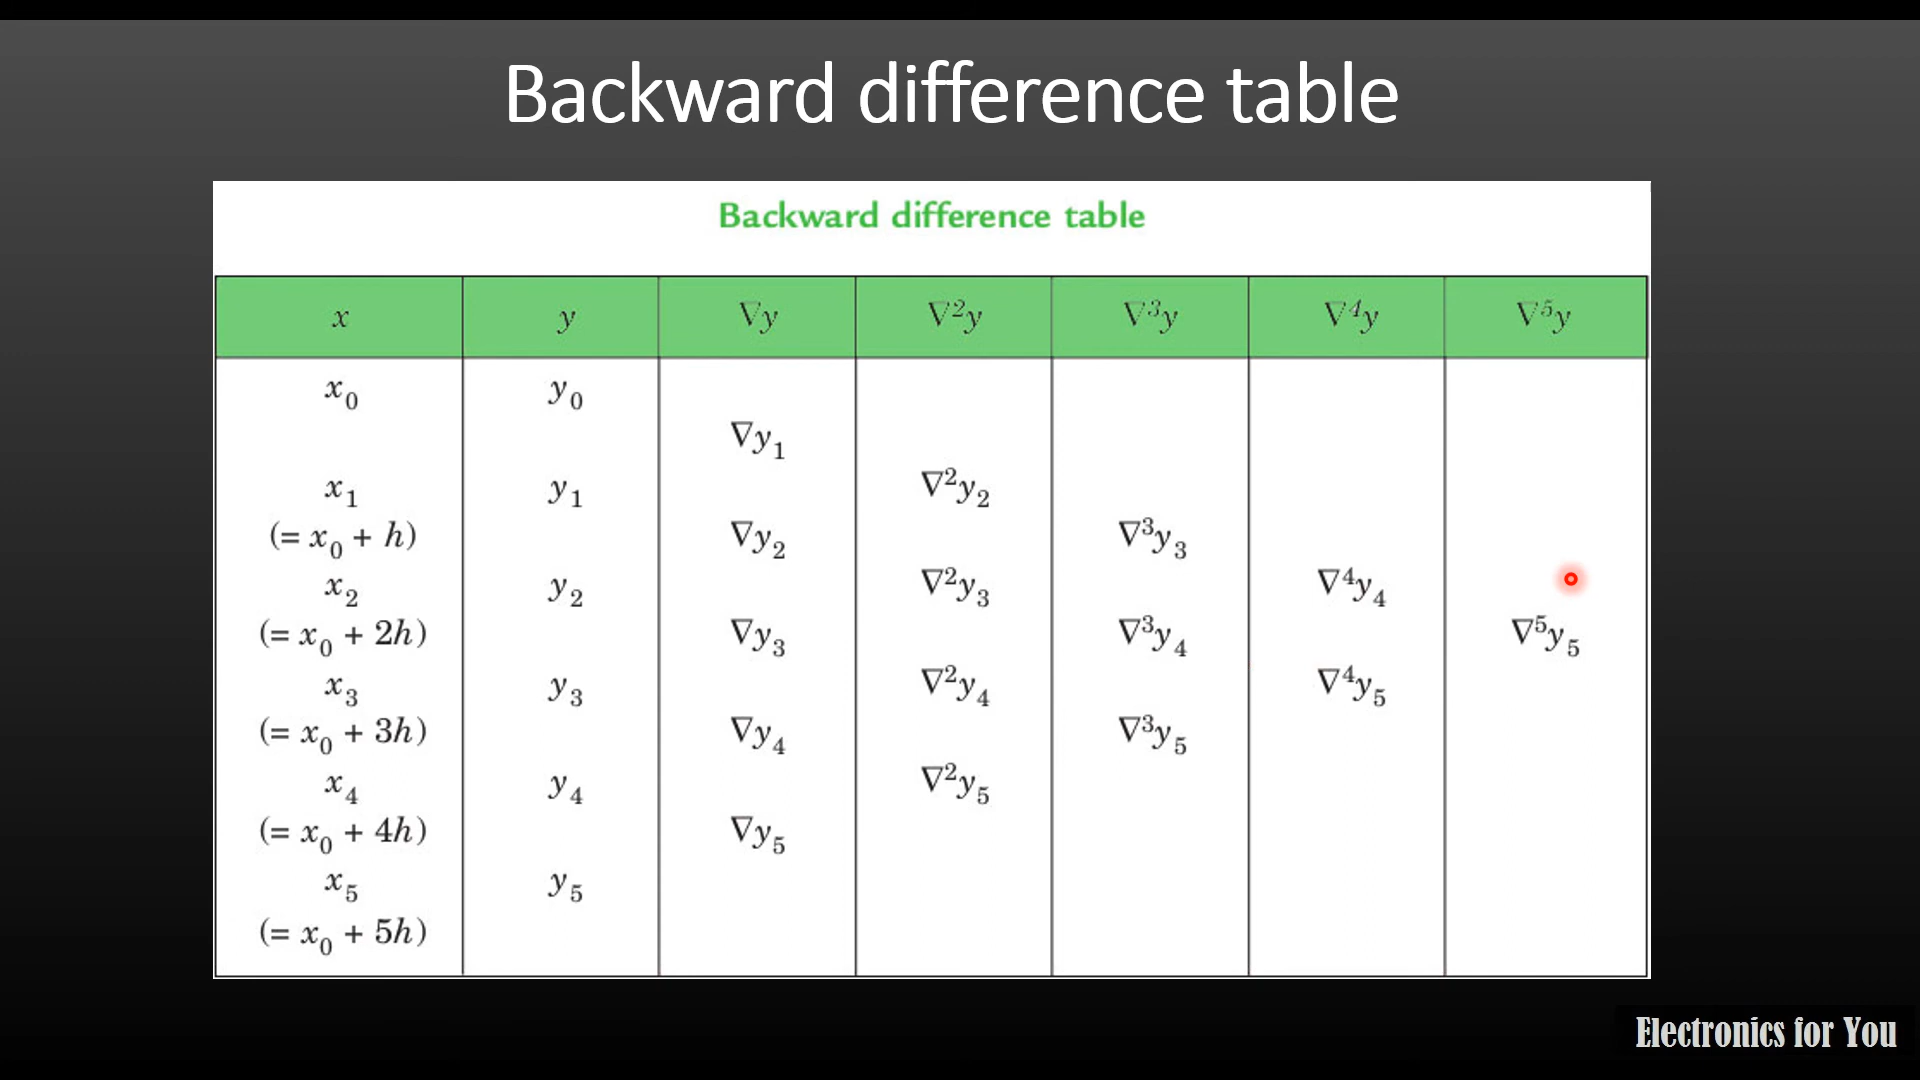 Backward difference table
Backward difference table
x y ∇y ∇²y ∇³y ∇⁴y ∇⁵y
x₀ y₀
∇y₁
x₁ y₁ ∇²y₂
(= x₀ + h) ∇y₂ ∇³y₃
x₂ y₂ ∇²y₃ ∇⁴y₄
(= x₀ + 2h) ∇y₃ ∇³y₄ ∇⁵y₅
x₃ y₃ ∇²y₄ ∇⁴y₅
(= x₀ + 3h) ∇y₄ ∇³y₅
x₄ y₄ ∇²y₅
(= x₀ + 4h) ∇y₅
x₅ y₅
(= x₀ + 5h)
Electronics for You